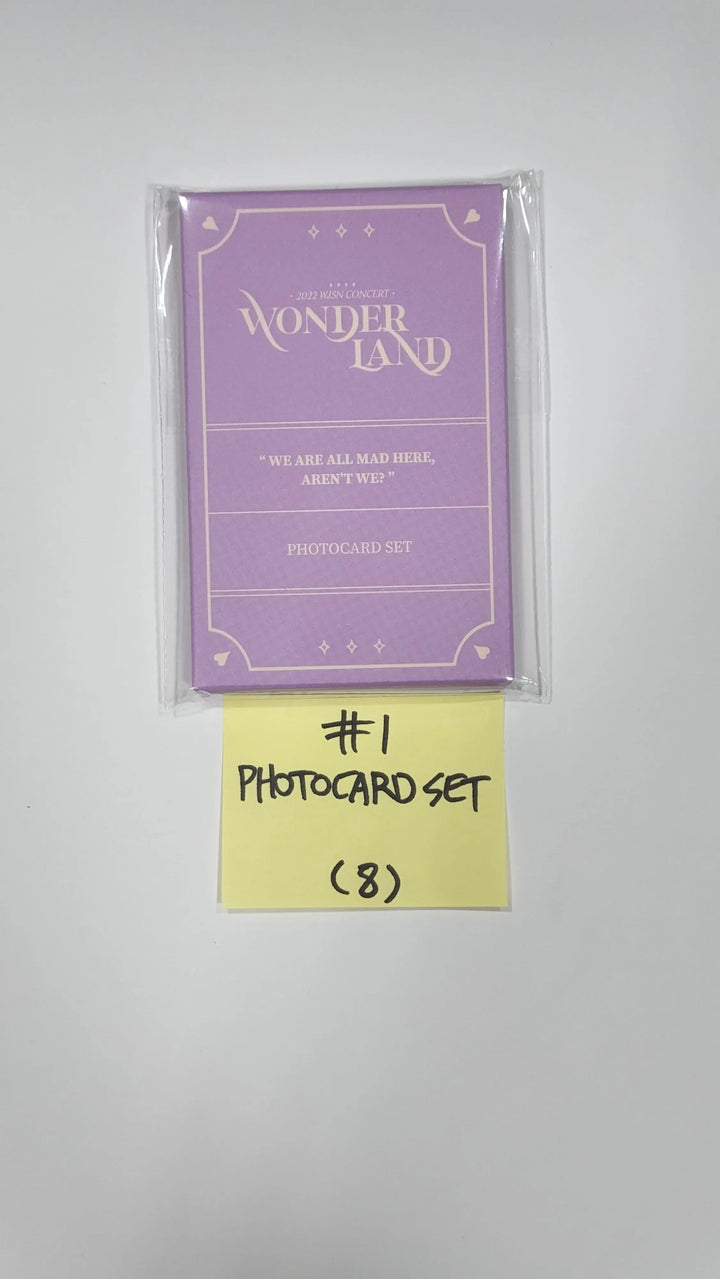 · 2022 WJSN CONCERT ·
WONDER
LAND
“ WE ARE ALL MAD HERE,
AREN’T WE? ”
PHOTOCARD SET
#1
PHOTOCARD SET
(8)